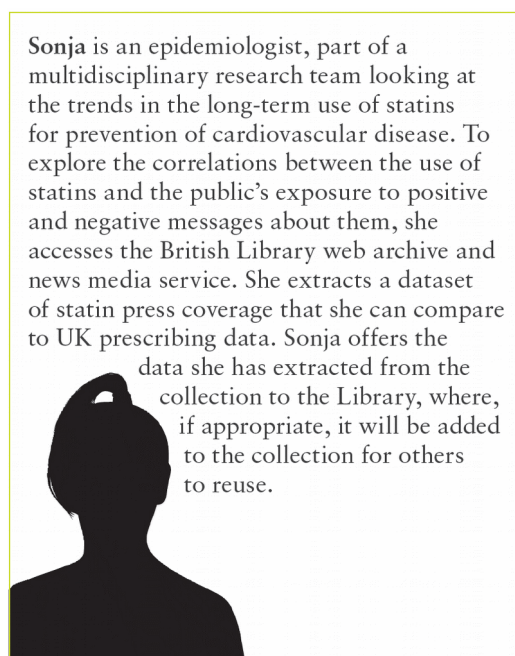 Sonja is an epidemiologist, part of a
multidisciplinary research team looking at
the trends in the long-term use of statins
for prevention of cardiovascular disease. To
explore the correlations between the use of
statins and the public’s exposure to positive
and negative messages about them, she
accesses the British Library web archive and
news media service. She extracts a dataset
of statin press coverage that she can compare
to UK prescribing data. Sonja offers the
data she has extracted from the
collection to the Library, where,
if appropriate, it will be added
to the collection for others
to reuse.